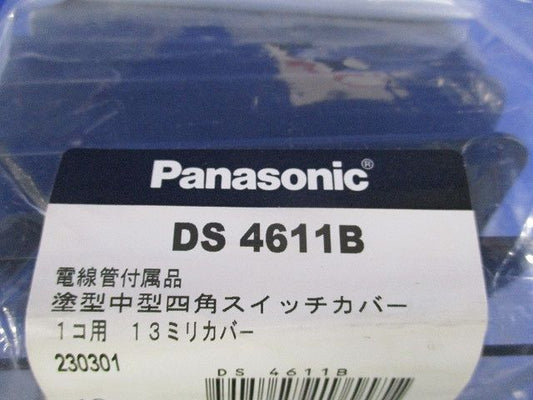 Panasonic®
DS 4611B
電線管付属品
塗型中型四角スイッチカバー
1コ用 13ミリカバー
230301
DS 4611B